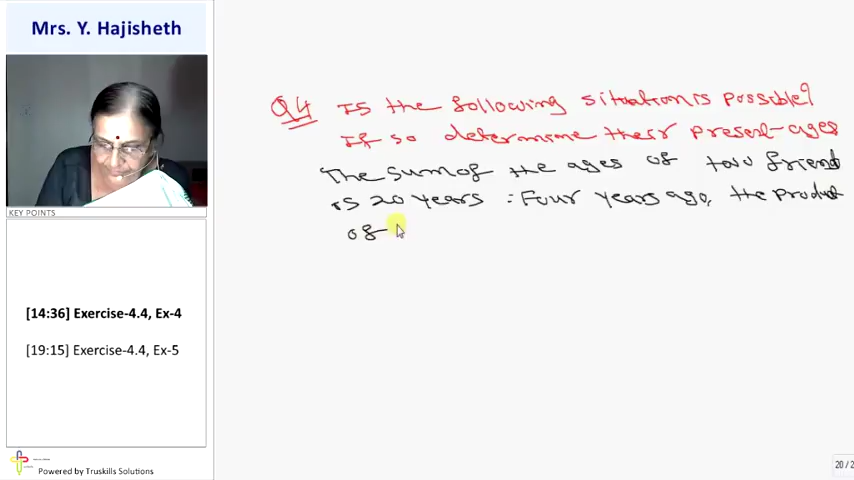 Mrs. Y. Hajisheth
Q4 Is the following situation is possible?
If so determine their present-ages
The sum of the ages of two friend
is 20 years : Four years ago, the product
of
KEY POINTS
[14:36] Exercise-4.4, Ex-4
[19:15] Exercise-4.4, Ex-5
Powered by Truskills Solutions
20 / 2